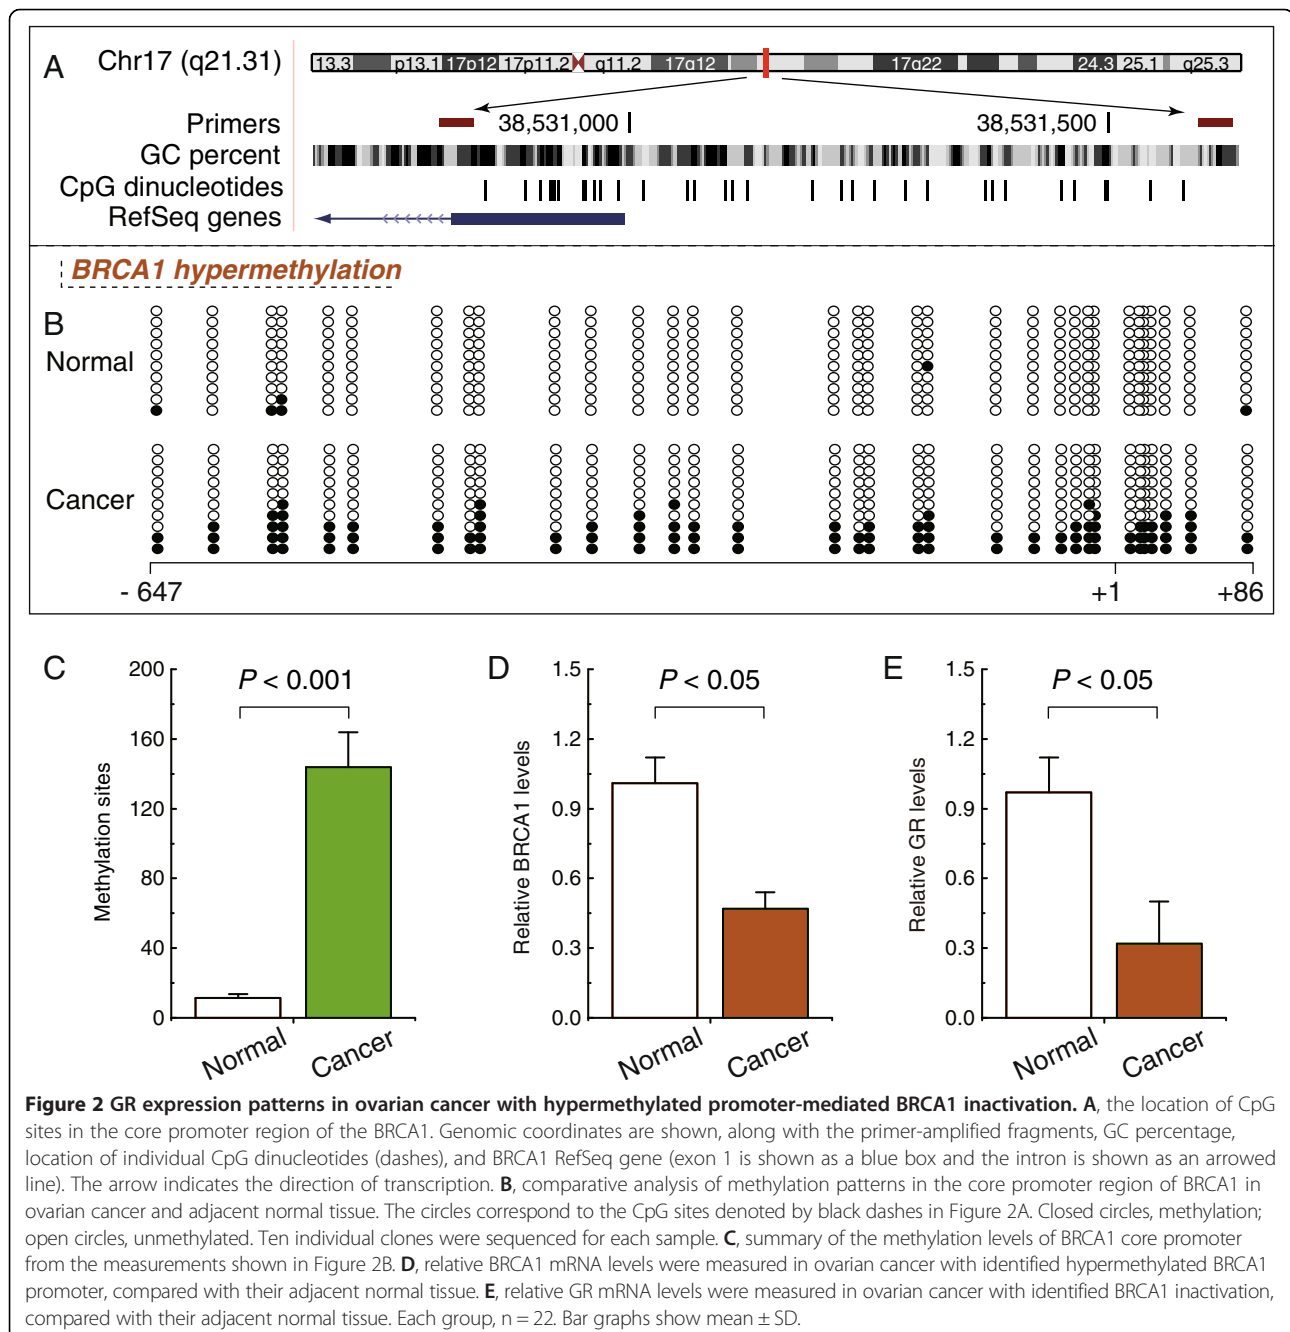 A
Chr17 (q21.31)
13.3 p13.1 17p12 17p11.2 q11.2 17q12 17q22 24.3 25.1 q25.3
Primers 38,531,000 38,531,500
GC percent
CpG dinucleotides
RefSeq genes
BRCA1 hypermethylation
B
Normal
Cancer
- 647 +1 +86
C
P < 0.001
Methylation sites
200
160
120
80
40
0
Normal Cancer
D
P < 0.05
Relative BRCA1 levels
1.5
1.2
0.9
0.6
0.3
0.0
Normal Cancer
E
P < 0.05
Relative GR levels
1.5
1.2
0.9
0.6
0.3
0.0
Normal Cancer
Figure 2 GR expression patterns in ovarian cancer with hypermethylated promoter-mediated BRCA1 inactivation. A, the location of CpG
sites in the core promoter region of the BRCA1. Genomic coordinates are shown, along with the primer-amplified fragments, GC percentage,
location of individual CpG dinucleotides (dashes), and BRCA1 RefSeq gene (exon 1 is shown as a blue box and the intron is shown as an arrowed
line). The arrow indicates the direction of transcription. B, comparative analysis of methylation patterns in the core promoter region of BRCA1 in
ovarian cancer and adjacent normal tissue. The circles correspond to the CpG sites denoted by black dashes in Figure 2A. Closed circles, methylation;
open circles, unmethylated. Ten individual clones were sequenced for each sample. C, summary of the methylation levels of BRCA1 core promoter
from the measurements shown in Figure 2B. D, relative BRCA1 mRNA levels were measured in ovarian cancer with identified hypermethylated BRCA1
promoter, compared with their adjacent normal tissue. E, relative GR mRNA levels were measured in ovarian cancer with identified BRCA1 inactivation,
compared with their adjacent normal tissue. Each group, n = 22. Bar graphs show mean ± SD.